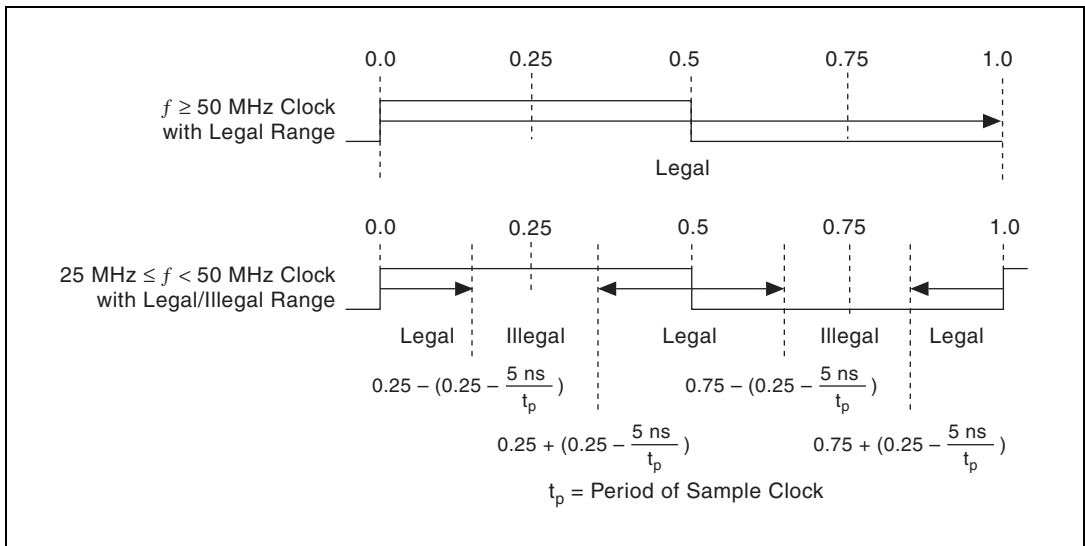 0.0 0.25 0.5 0.75 1.0
f ≥ 50 MHz Clock
with Legal Range
Legal
0.0 0.25 0.5 0.75 1.0
25 MHz ≤ f < 50 MHz Clock
with Legal/Illegal Range
Legal Illegal Legal Illegal Legal
0.25 – (0.25 – 5 ns / tp) 0.75 – (0.25 – 5 ns / tp)
0.25 + (0.25 – 5 ns / tp) 0.75 + (0.25 – 5 ns / tp)
tp = Period of Sample Clock